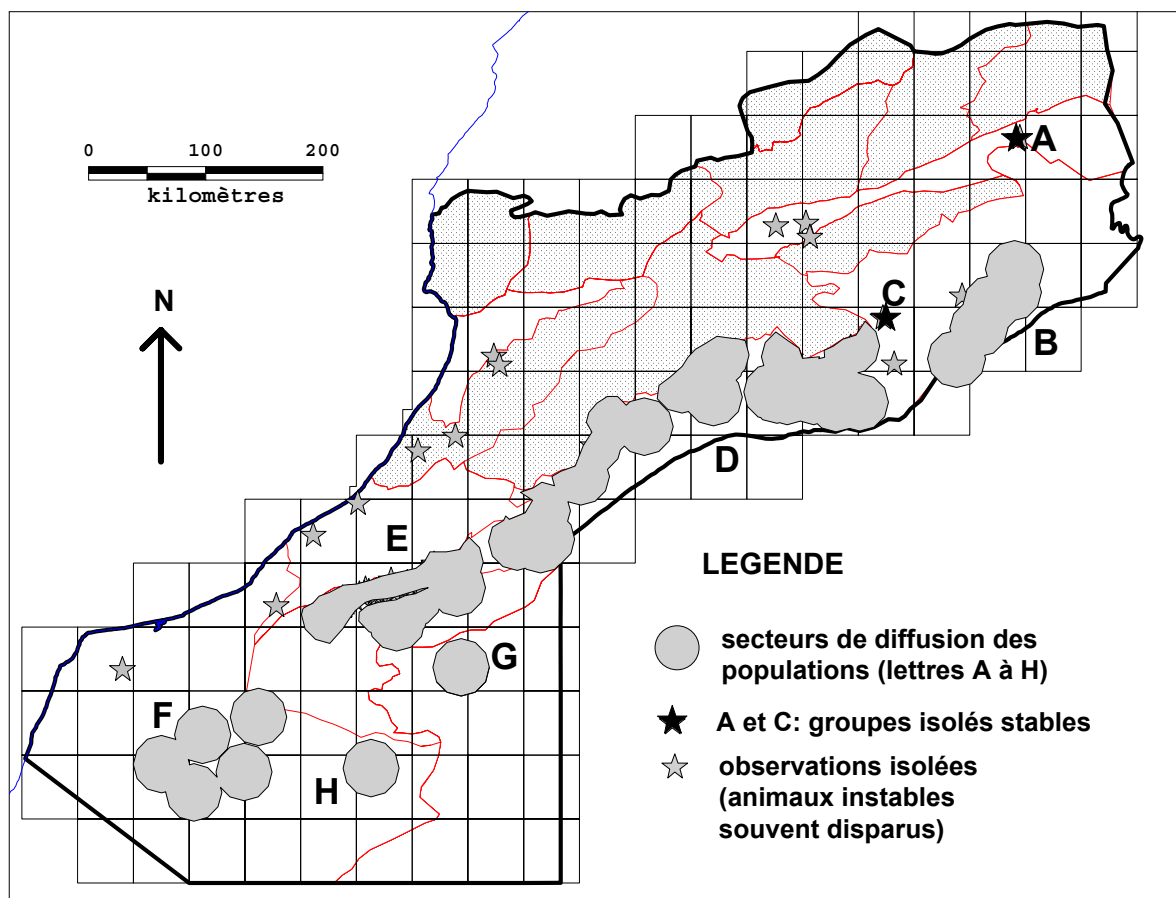 0 100 200
kilomètres
N
A
C
B
D
E
G
F
H
LEGENDE
secteurs de diffusion des
populations (lettres A à H)
A et C: groupes isolés stables
observations isolées
(animaux instables
souvent disparus)